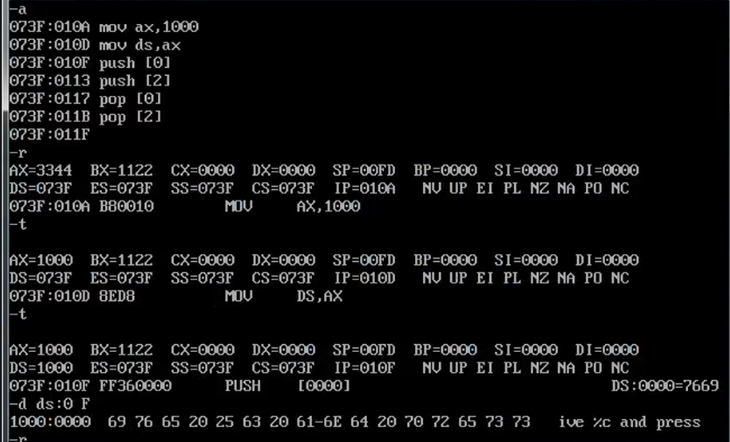 -a
073F:010A mov ax,1000
073F:010D mov ds,ax
073F:010F push [0]
073F:0113 push [2]
073F:0117 pop [0]
073F:011B pop [2]
073F:011F
-r
AX=3344 BX=1122 CX=0000 DX=0000 SP=00FD BP=0000 SI=0000 DI=0000
DS=073F ES=073F SS=073F CS=073F IP=010A NV UP EI PL NZ NA PO NC
073F:010A B80010 MOV AX,1000
-t
AX=1000 BX=1122 CX=0000 DX=0000 SP=00FD BP=0000 SI=0000 DI=0000
DS=073F ES=073F SS=073F CS=073F IP=010D NV UP EI PL NZ NA PO NC
073F:010D 8ED8 MOV DS,AX
-t
AX=1000 BX=1122 CX=0000 DX=0000 SP=00FD BP=0000 SI=0000 DI=0000
DS=1000 ES=073F SS=073F CS=073F IP=010F NV UP EI PL NZ NA PO NC
073F:010F FF360000 PUSH [0000] DS:0000=7669
-d ds:0 F
1000:0000 69 76 65 20 25 63 20 61-6E 64 20 70 72 65 73 73 ive %c and press
-r